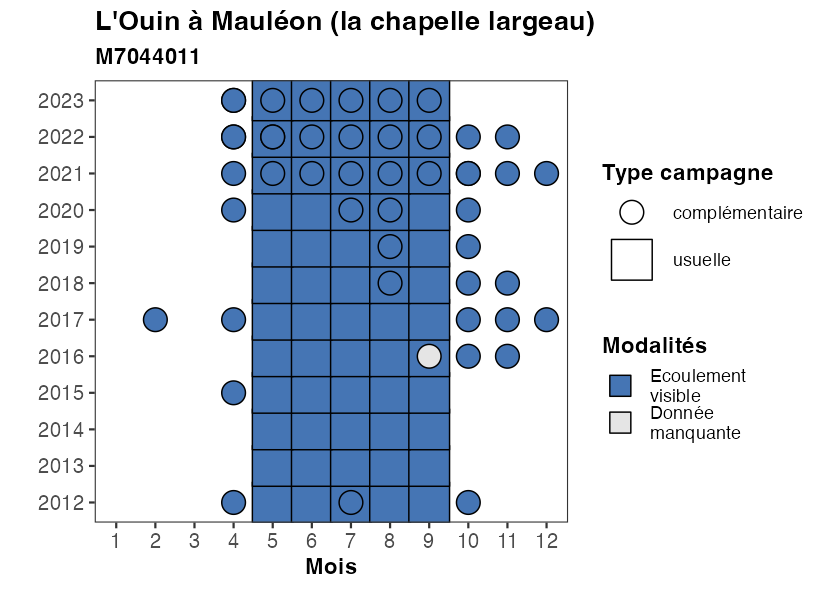 L'Ouin à Mauléon (la chapelle largeau)
M7044011
2023
2022
2021
2020
2019
2018
2017
2016
2015
2014
2013
2012
1 2 3 4 5 6 7 8 9 10 11 12
Mois
Type campagne
complémentaire
usuelle
Modalités
Ecoulement
visible
Donnée
manquante